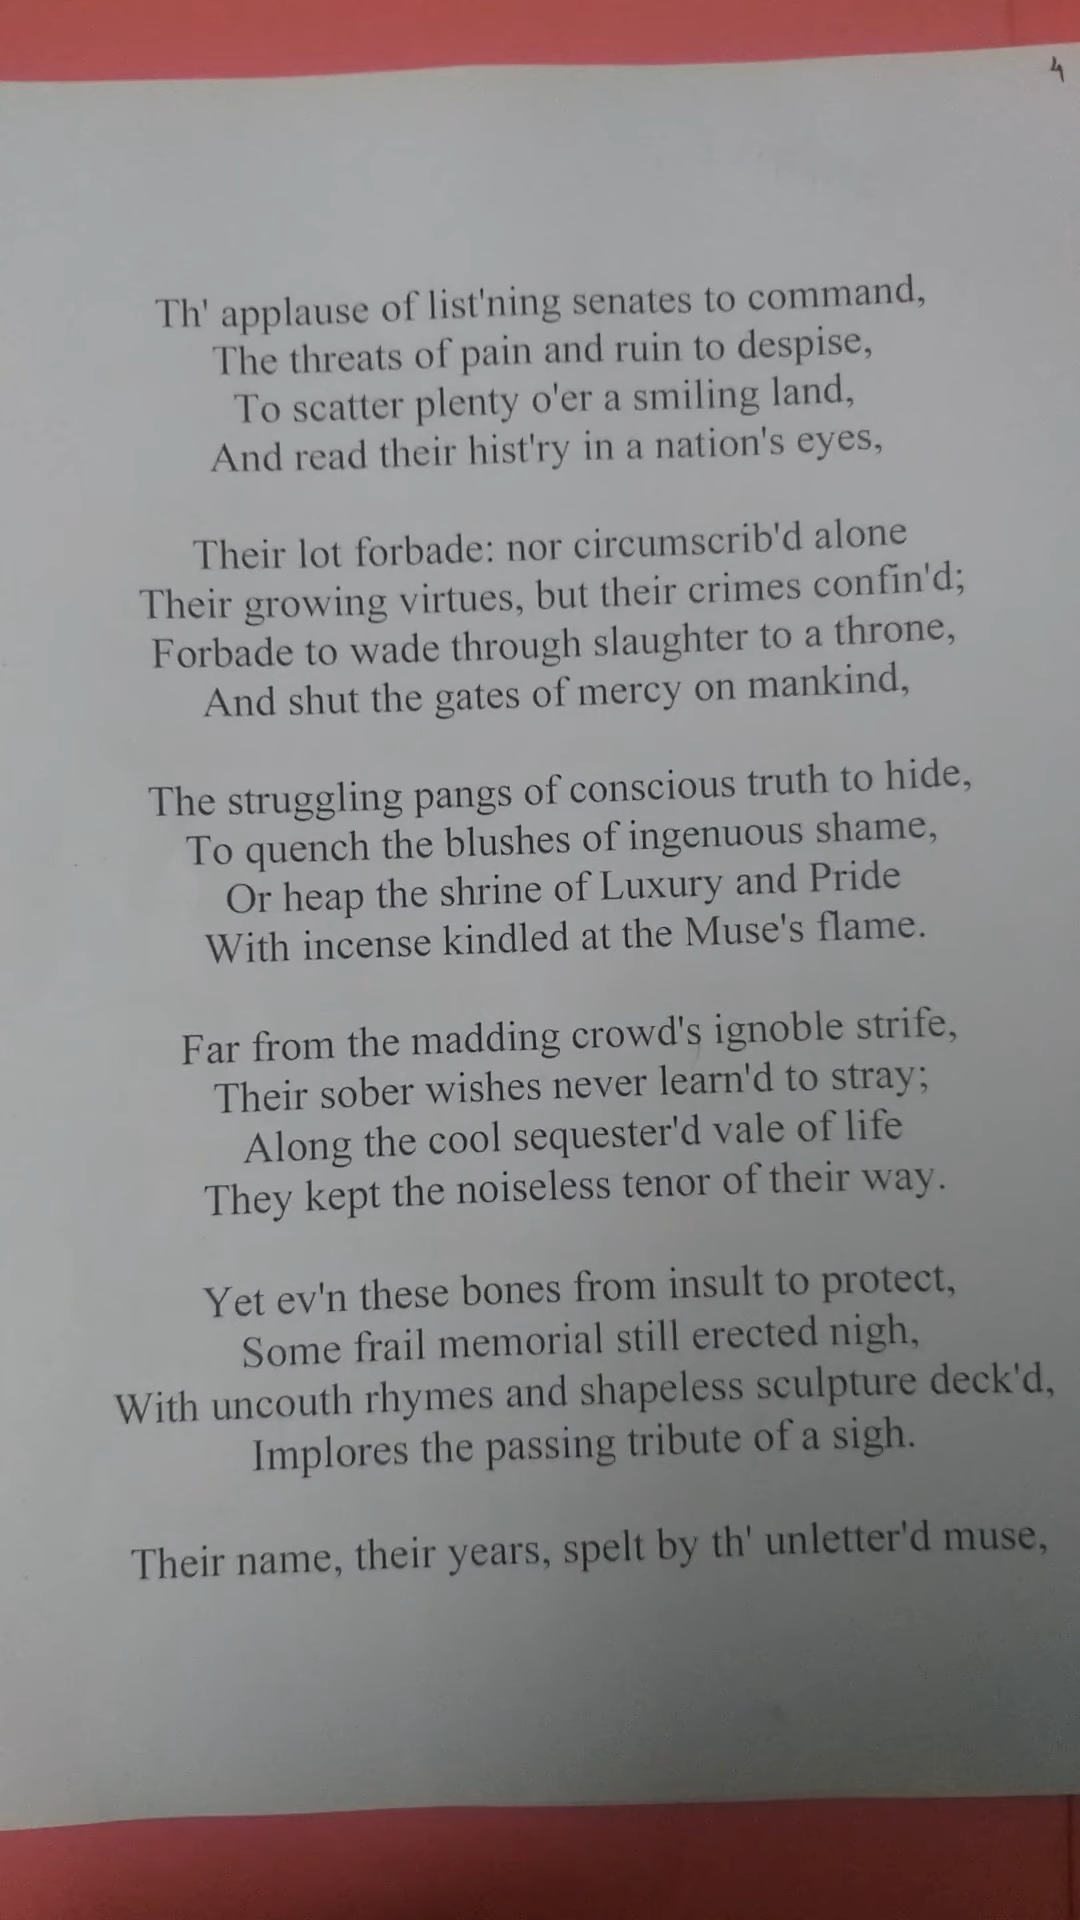 4
Th' applause of list'ning senates to command,
The threats of pain and ruin to despise,
To scatter plenty o'er a smiling land,
And read their hist'ry in a nation's eyes,
Their lot forbade: nor circumscrib'd alone
Their growing virtues, but their crimes confin'd;
Forbade to wade through slaughter to a throne,
And shut the gates of mercy on mankind,
The struggling pangs of conscious truth to hide,
To quench the blushes of ingenuous shame,
Or heap the shrine of Luxury and Pride
With incense kindled at the Muse's flame.
Far from the madding crowd's ignoble strife,
Their sober wishes never learn'd to stray;
Along the cool sequester'd vale of life
They kept the noiseless tenor of their way.
Yet ev'n these bones from insult to protect,
Some frail memorial still erected nigh,
With uncouth rhymes and shapeless sculpture deck'd,
Implores the passing tribute of a sigh.
Their name, their years, spelt by th' unletter'd muse,